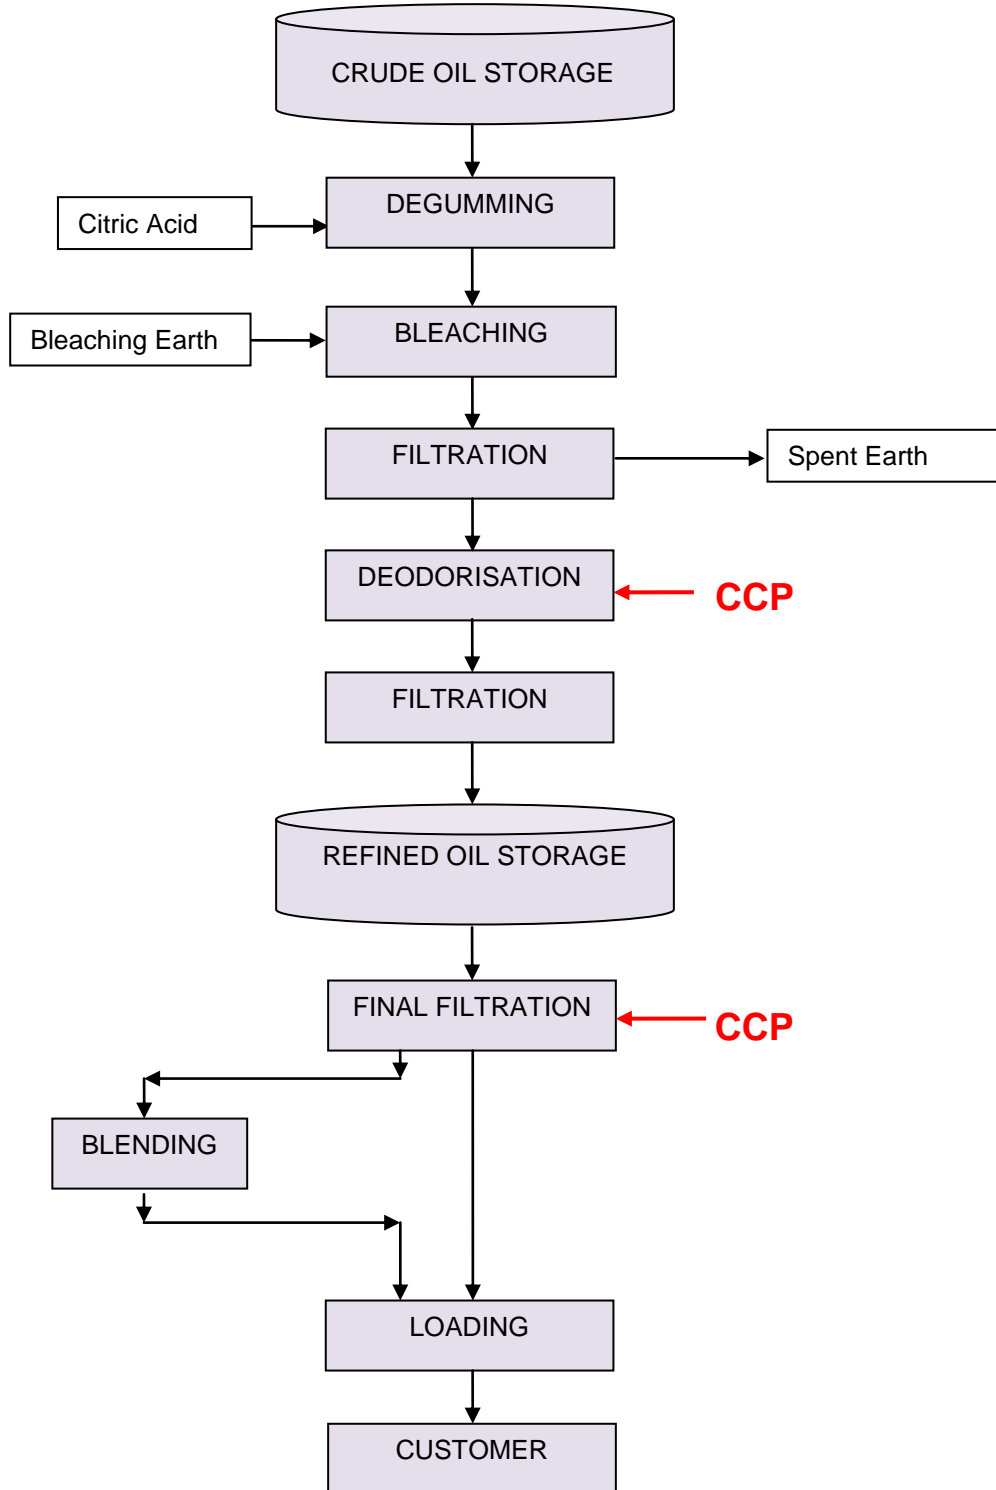 CRUDE OIL STORAGE
DEGUMMING
Citric Acid
BLEACHING
Bleaching Earth
FILTRATION
Spent Earth
DEODORISATION
CCP
FILTRATION
REFINED OIL STORAGE
FINAL FILTRATION
CCP
BLENDING
LOADING
CUSTOMER